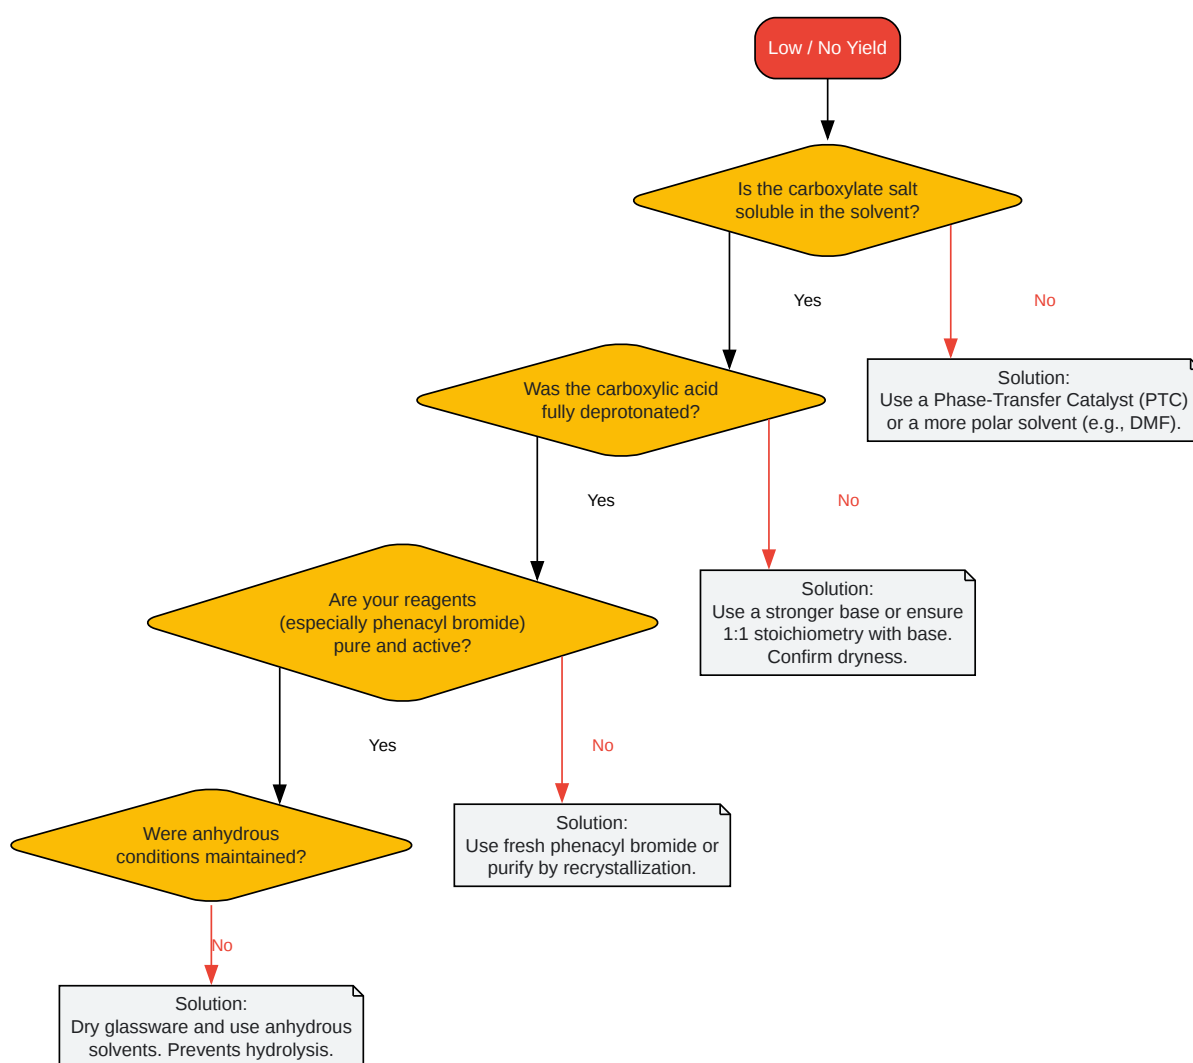 Low / No Yield
Is the carboxylate salt
soluble in the solvent?
Yes
No
Solution:
Use a Phase-Transfer Catalyst (PTC)
or a more polar solvent (e.g., DMF).
Was the carboxylic acid
fully deprotonated?
Yes
No
Solution:
Use a stronger base or ensure
1:1 stoichiometry with base.
Confirm dryness.
Are your reagents
(especially phenacyl bromide)
pure and active?
Yes
No
Solution:
Use fresh phenacyl bromide or
purify by recrystallization.
Were anhydrous
conditions maintained?
No
Solution:
Dry glassware and use anhydrous
solvents. Prevents hydrolysis.